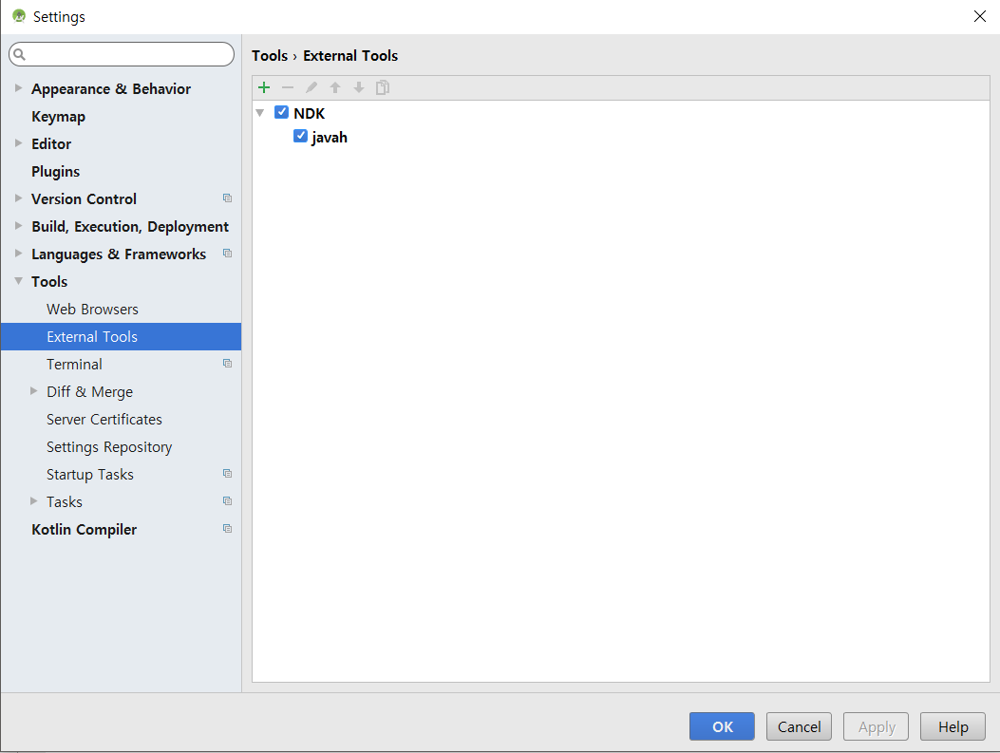 Settings
Tools › External Tools
Appearance & Behavior
Keymap
Editor
Plugins
Version Control
Build, Execution, Deployment
Languages & Frameworks
Tools
Web Browsers
External Tools
Terminal
Diff & Merge
Server Certificates
Settings Repository
Startup Tasks
Tasks
Kotlin Compiler
NDK
javah
OK
Cancel
Apply
Help